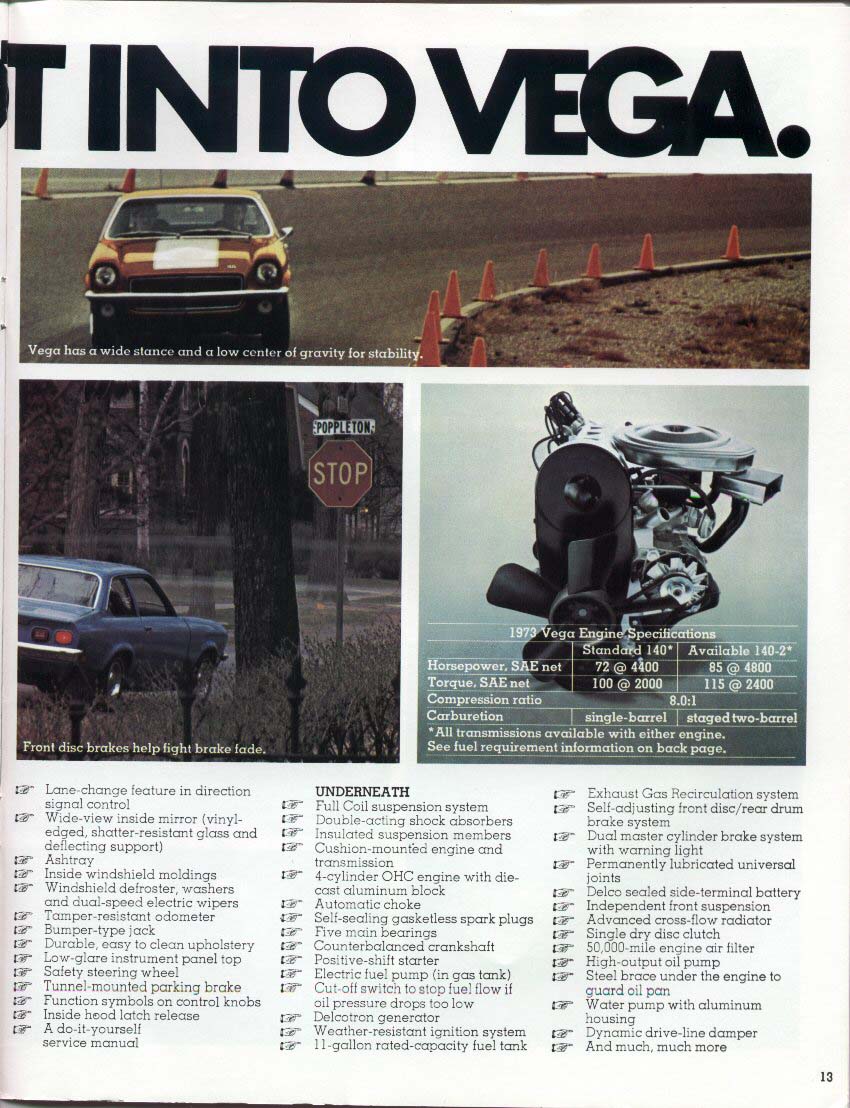 T INTO VEGA.
Vega has a wide stance and a low center of gravity for stability.
POPPLETON
STOP
Front disc brakes help fight brake fade.
1973 Vega Engine Specifications
Standard 140* Available 140-2*
Horsepower, SAE net 72 @ 4400 85 @ 4800
Torque, SAE net 100 @ 2000 115 @ 2400
Compression ratio 8.0:1
Carburetion single-barrel staged two-barrel
*All transmissions available with either engine.
See fuel requirement information on back page.
Lane-change feature in direction
signal control
Wide-view inside mirror (vinyl-
edged, shatter-resistant glass and
deflecting support)
Ashtray
Inside windshield moldings
Windshield defroster, washers
and dual-speed electric wipers
Tamper-resistant odometer
Bumper-type jack
Durable, easy to clean upholstery
Low-glare instrument panel top
Safety steering wheel
Tunnel-mounted parking brake
Function symbols on control knobs
Inside hood latch release
A do-it-yourself
service manual
UNDERNEATH
Full Coil suspension system
Double-acting shock absorbers
Insulated suspension members
Cushion-mounted engine and
transmission
4-cylinder OHC engine with die-
cast aluminum block
Automatic choke
Self-sealing gasketless spark plugs
Five main bearings
Counterbalanced crankshaft
Positive-shift starter
Electric fuel pump (in gas tank)
Cut-off switch to stop fuel flow if
oil pressure drops too low
Delcotron generator
Weather-resistant ignition system
11-gallon rated-capacity fuel tank
Exhaust Gas Recirculation system
Self-adjusting front disc/rear drum
brake system
Dual master cylinder brake system
with warning light
Permanently lubricated universal
joints
Delco sealed side-terminal battery
Independent front suspension
Advanced cross-flow radiator
Single dry disc clutch
50,000-mile engine air filter
High-output oil pump
Steel brace under the engine to
guard oil pan
Water pump with aluminum
housing
Dynamic drive-line damper
And much, much more
13